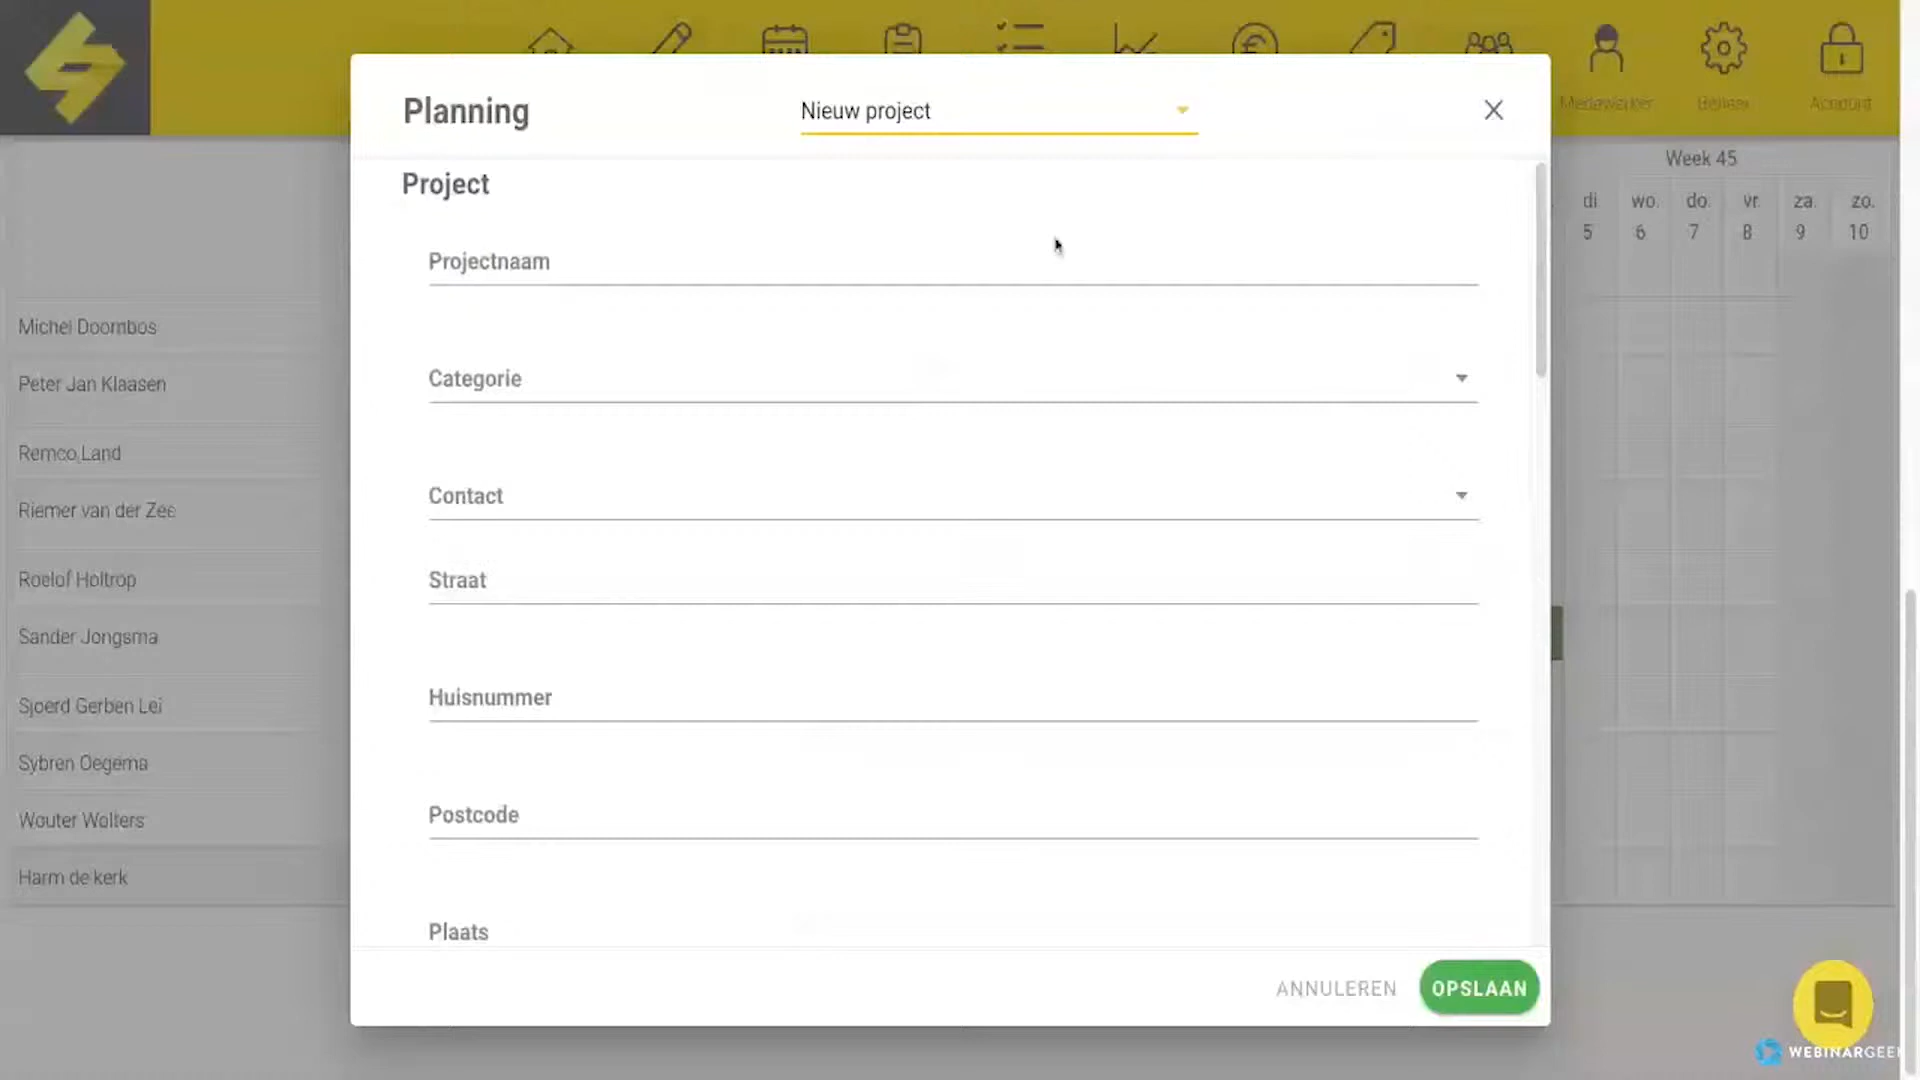 Medewerker
Beheer
Account
Planning
Nieuw project
Week 45
Project
di
wo.
do.
vr.
za.
zo.
5
6
7
8
9
10
Projectnaam
Michel Doornbos
Categorie
Peter Jan Klaasen
Remco Land
Contact
Riemer van der Zee
Straat
Roelof Holtrop
Sander Jongsma
Huisnummer
Sjoerd Gerben Lei
Sybren Oegema
Postcode
Wouter Wolters
Harm de kerk
Plaats
ANNULEREN
OPSLAAN
WEBINARGEEK